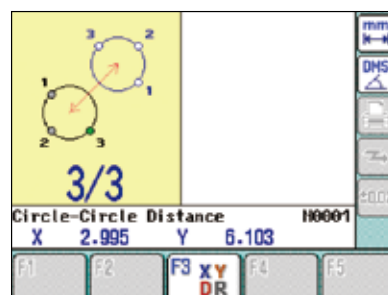 mm
3 2
DMS
1
1
2 3
3/3
±0.0
Circle-Circle Distance N0001
X 2.995 Y 6.103
F1 F2 F3 XY F4 F5
DR